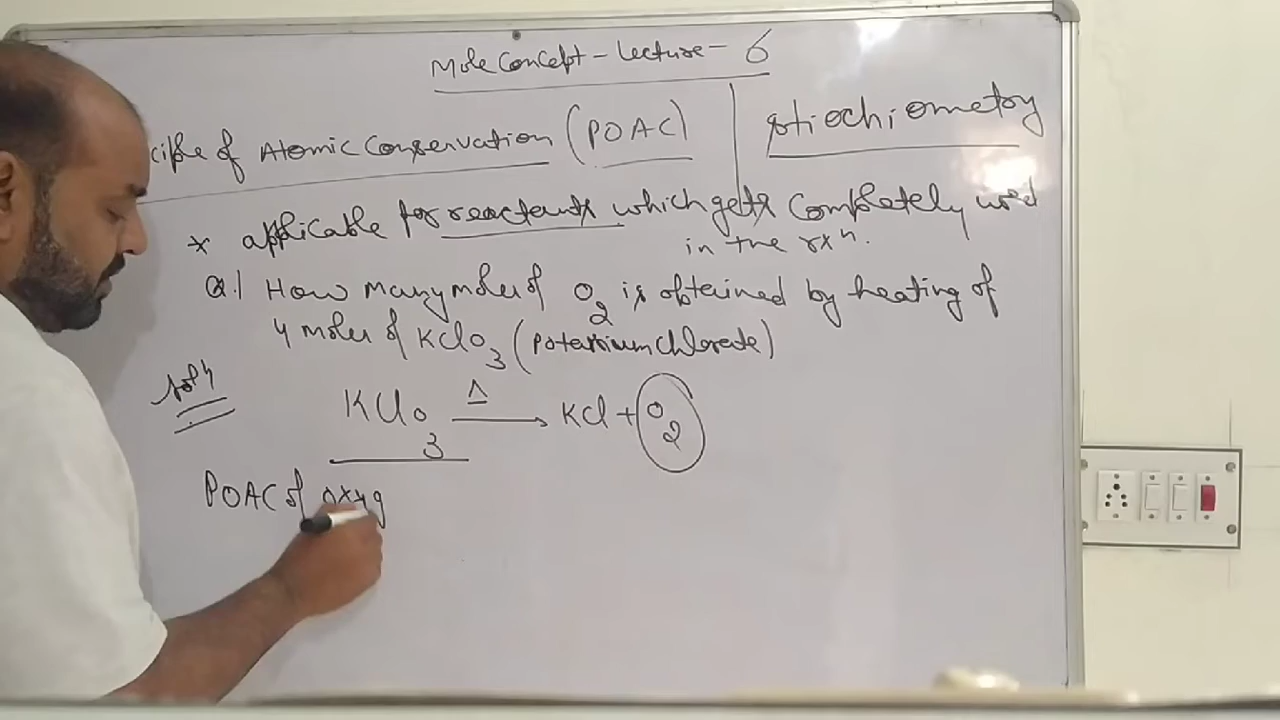 Mole Concept - Lecture - 6
ciple of Atomic Conservation (POAC) | stiochiometry
* applicable for reactants which gets completely used
in the rxⁿ.
Q.1 How many moles of O₂ is obtained by heating of
4 moles of KClO₃ (Potassium chlorate)
Solⁿ
KClO₃ —Δ→ KCl + O₂
POAC of oxyg